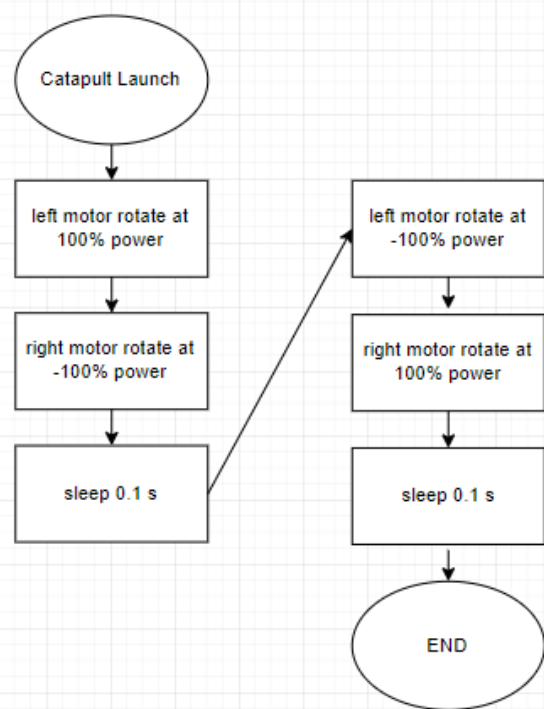 Catapult Launch
left motor rotate at
100% power
right motor rotate at
-100% power
sleep 0.1 s
left motor rotate at
-100% power
right motor rotate at
100% power
sleep 0.1 s
END